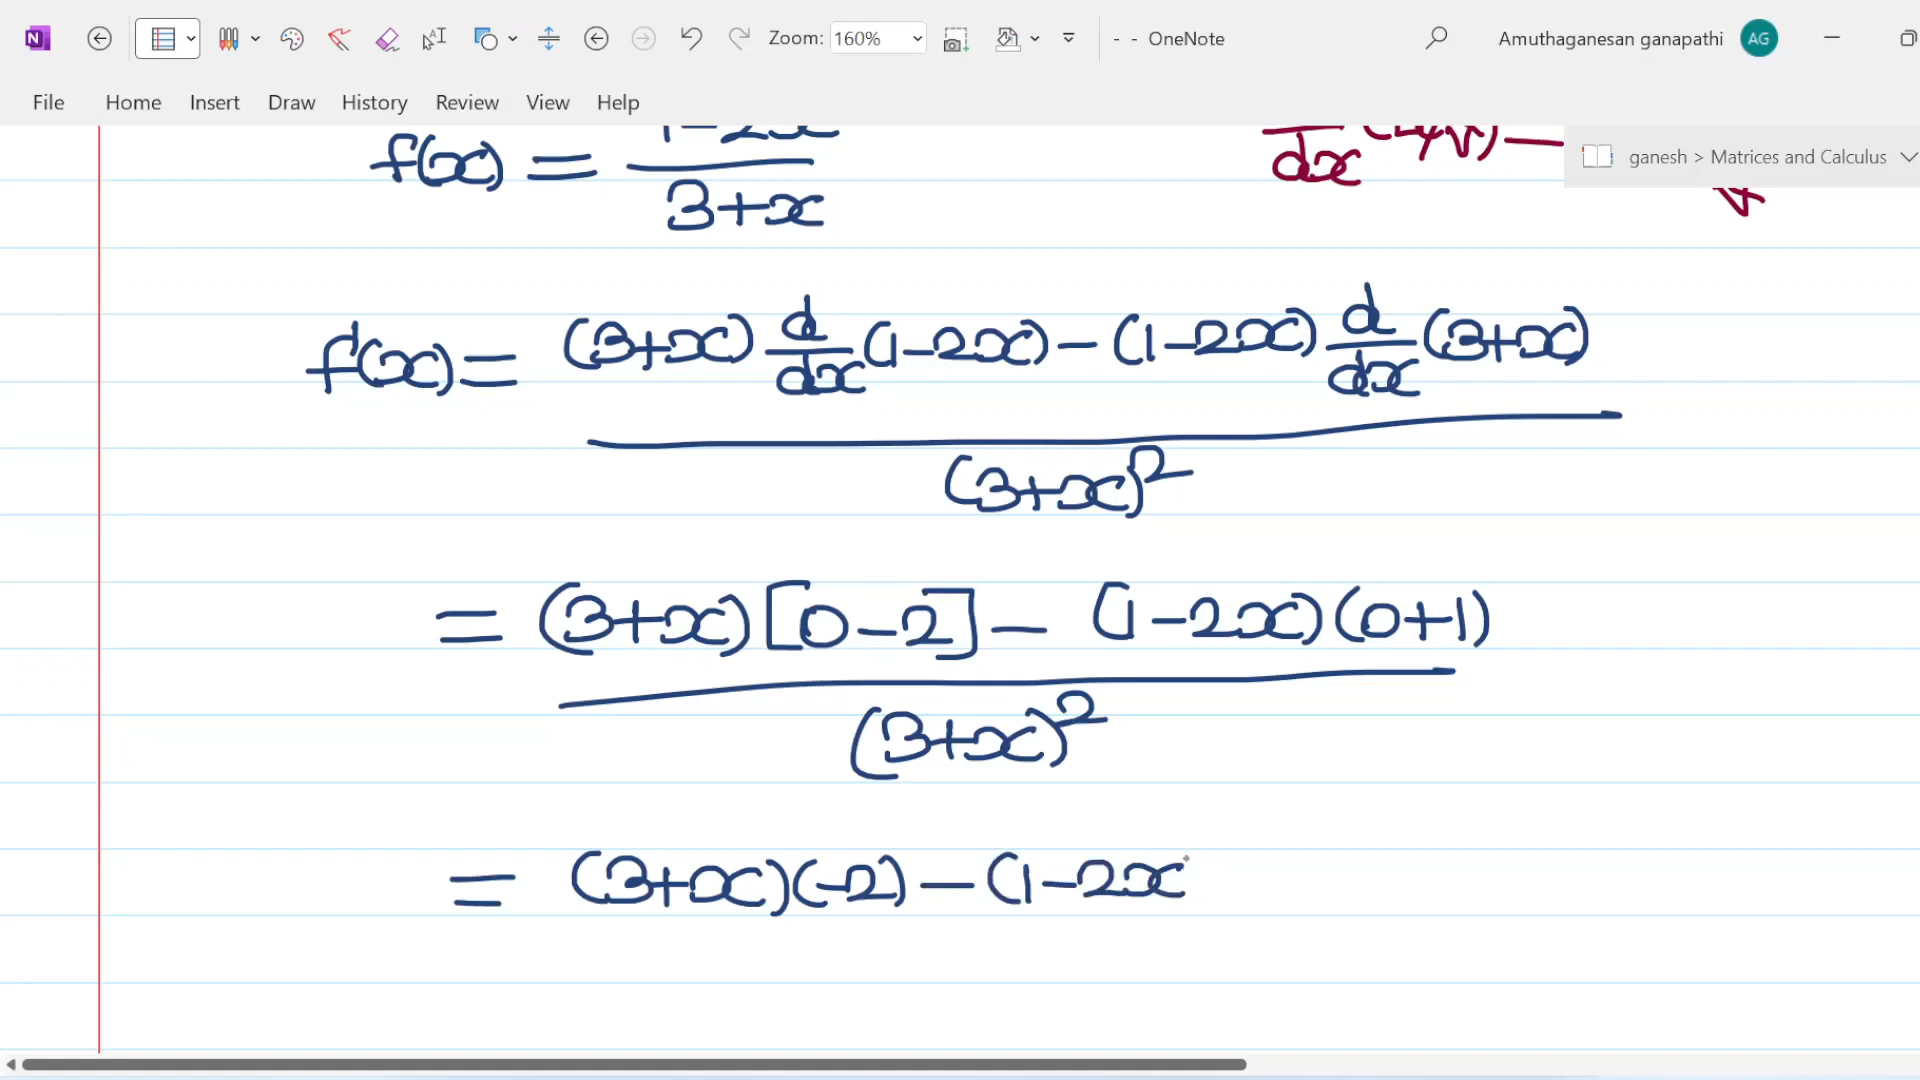 Zoom: 160% - - OneNote Amuthaganesan ganapathi AG
File Home Insert Draw History Review View Help
ganesh > Matrices and Calculus
f(x) = 1-2x / 3+x
d/dx
f'(x) = (3+x) d/dx (1-2x) - (1-2x) d/dx (3+x)
(3+x)²
= (3+x)[0-2] - (1-2x)(0+1)
(3+x)²
= (3+x)(-2) - (1-2x